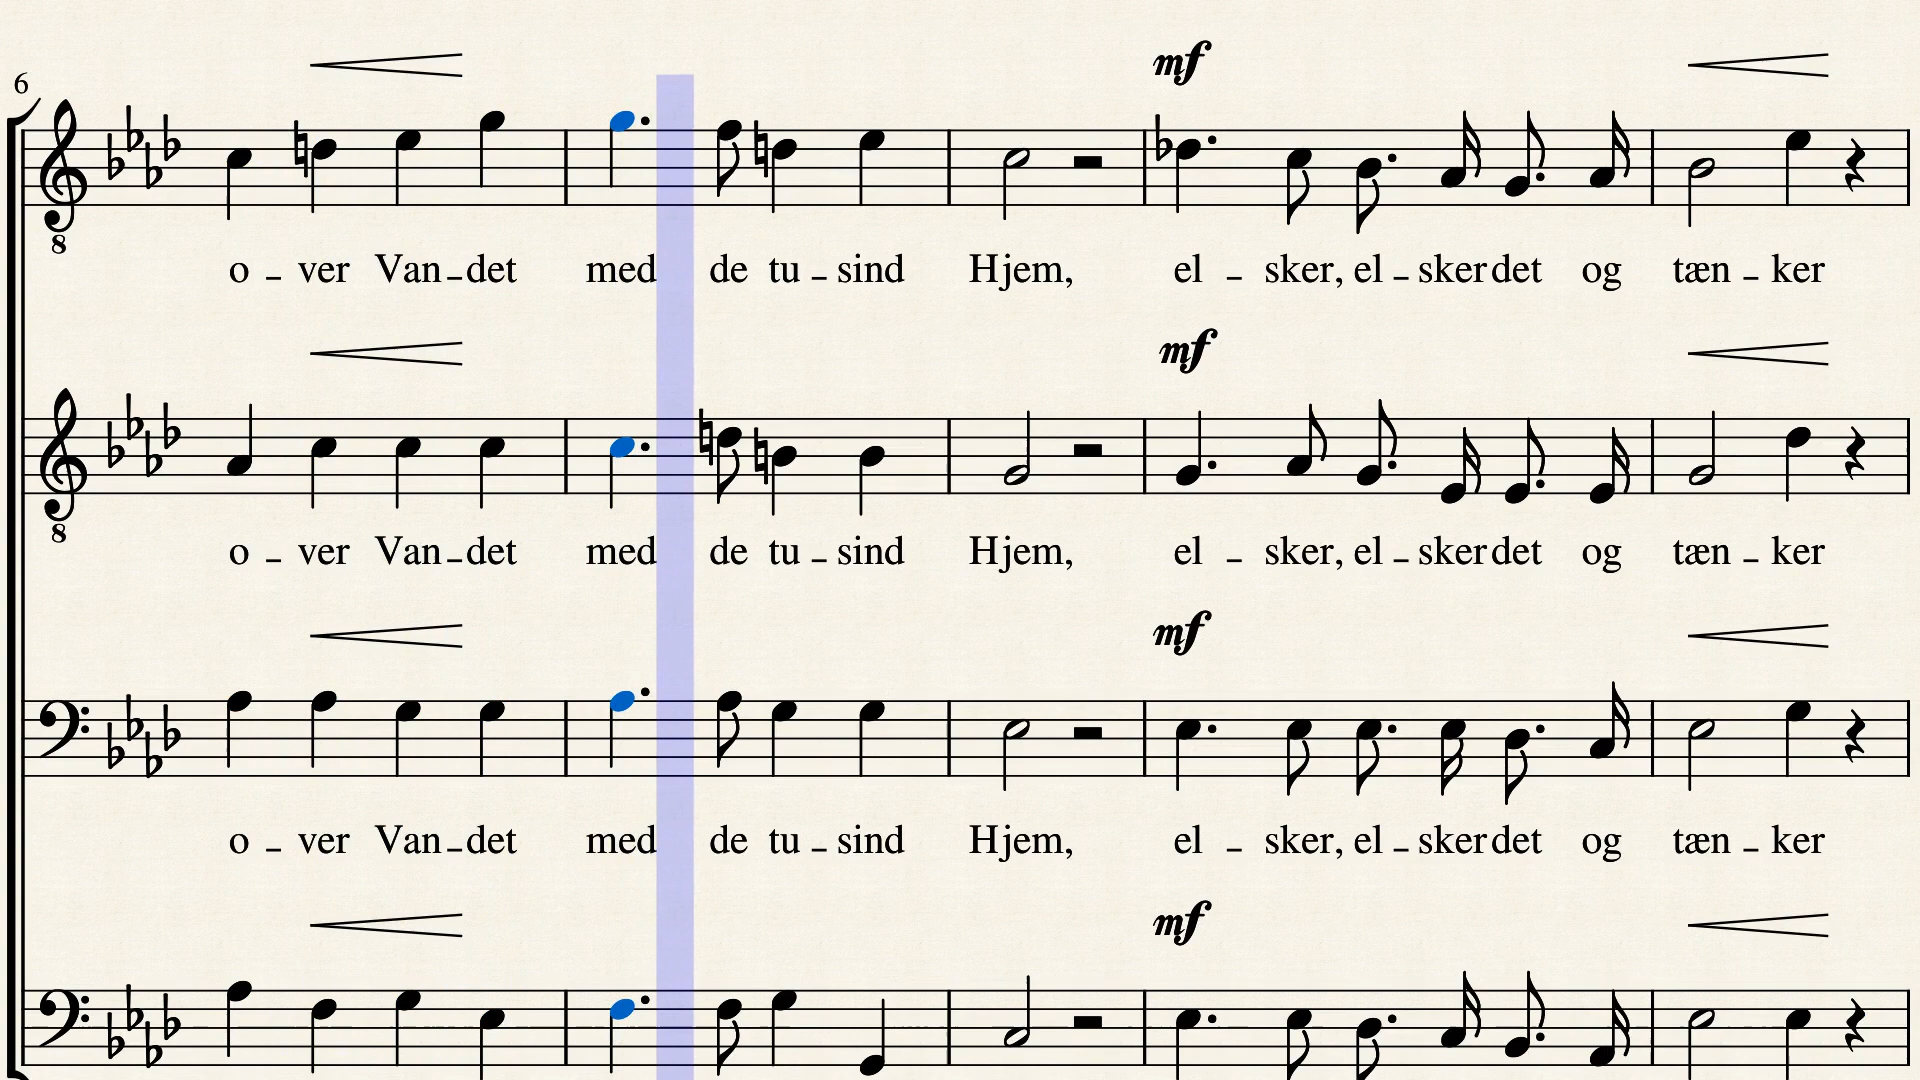 6
mf
8
o - ver Van - det med de tu - sind Hjem, el - sker, el - sker det og tæn - ker
mf
8
o - ver Van - det med de tu - sind Hjem, el - sker, el - sker det og tæn - ker
mf
o - ver Van - det med de tu - sind Hjem, el - sker, el - sker det og tæn - ker
mf